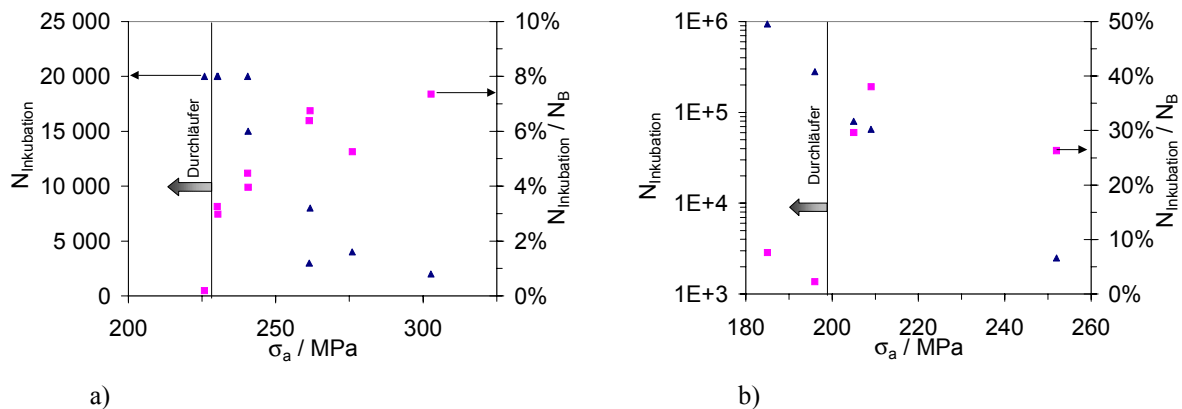 25 000
20 000
15 000
10 000
5 000
0
N_Inkubation
Durchläufer
10%
8%
6%
4%
2%
0%
N_Inkubation / N_B
200
250
300
σ_a / MPa
a)
1E+6
1E+5
1E+4
1E+3
N_Inkubation
Durchläufer
50%
40%
30%
20%
10%
0%
N_Inkubation / N_B
180
200
220
240
260
σ_a / MPa
b)